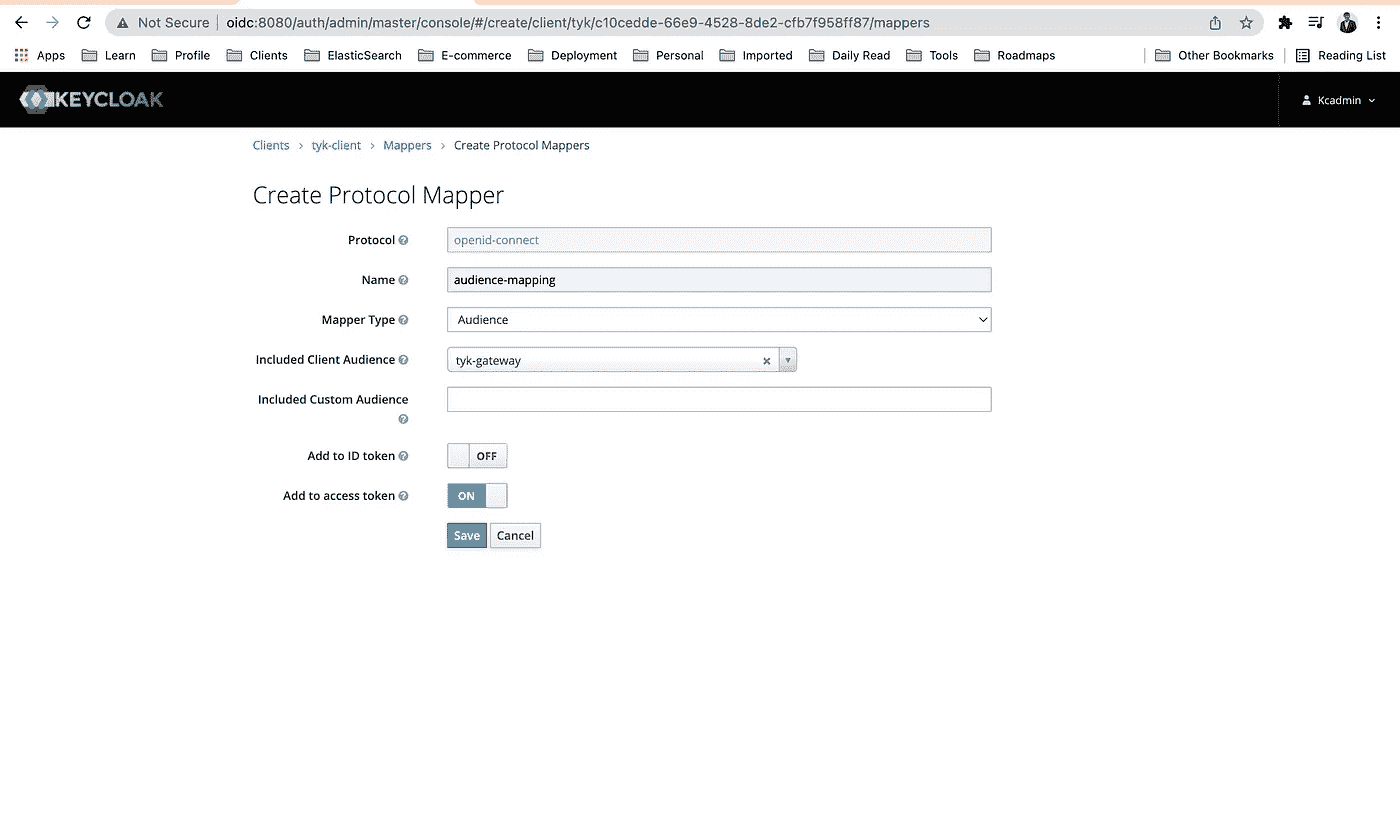 Not Secure oidc:8080/auth/admin/master/console/#/create/client/tyk/c10cedde-66e9-4528-8de2-cfb7f958ff87/mappers
Apps Learn Profile Clients ElasticSearch E-commerce Deployment Personal Imported Daily Read Tools Roadmaps Other Bookmarks Reading List
KEYCLOAK Kcadmin
Clients > tyk-client > Mappers > Create Protocol Mappers
Create Protocol Mapper
Protocol openid-connect
Name audience-mapping
Mapper Type Audience
Included Client Audience tyk-gateway
Included Custom Audience
Add to ID token OFF
Add to access token ON
Save Cancel